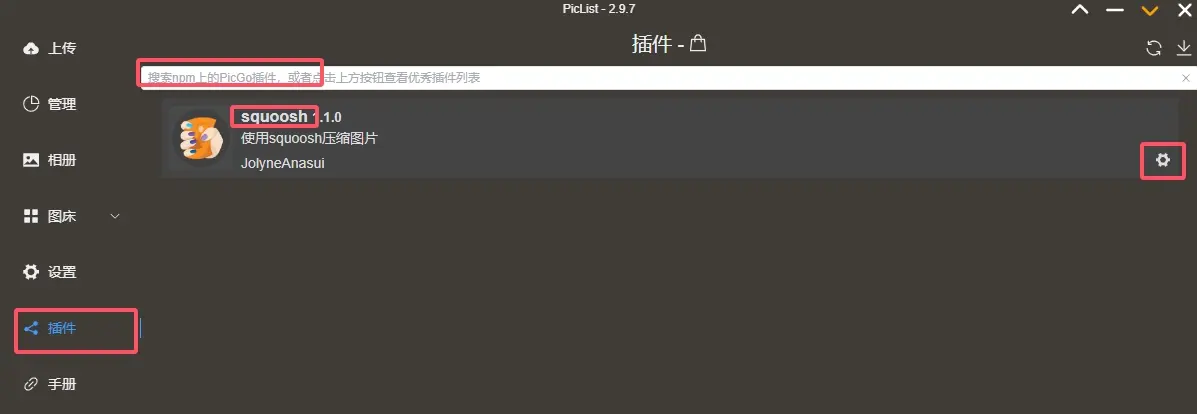 PicList - 2.9.7
上传
管理
相册
图床
设置
插件
手册
插件 -
搜索npm上的PicGo插件，或者点击上方按钮查看优秀插件列表
squoosh 1.1.0
使用squoosh压缩图片
JolyneAnasui